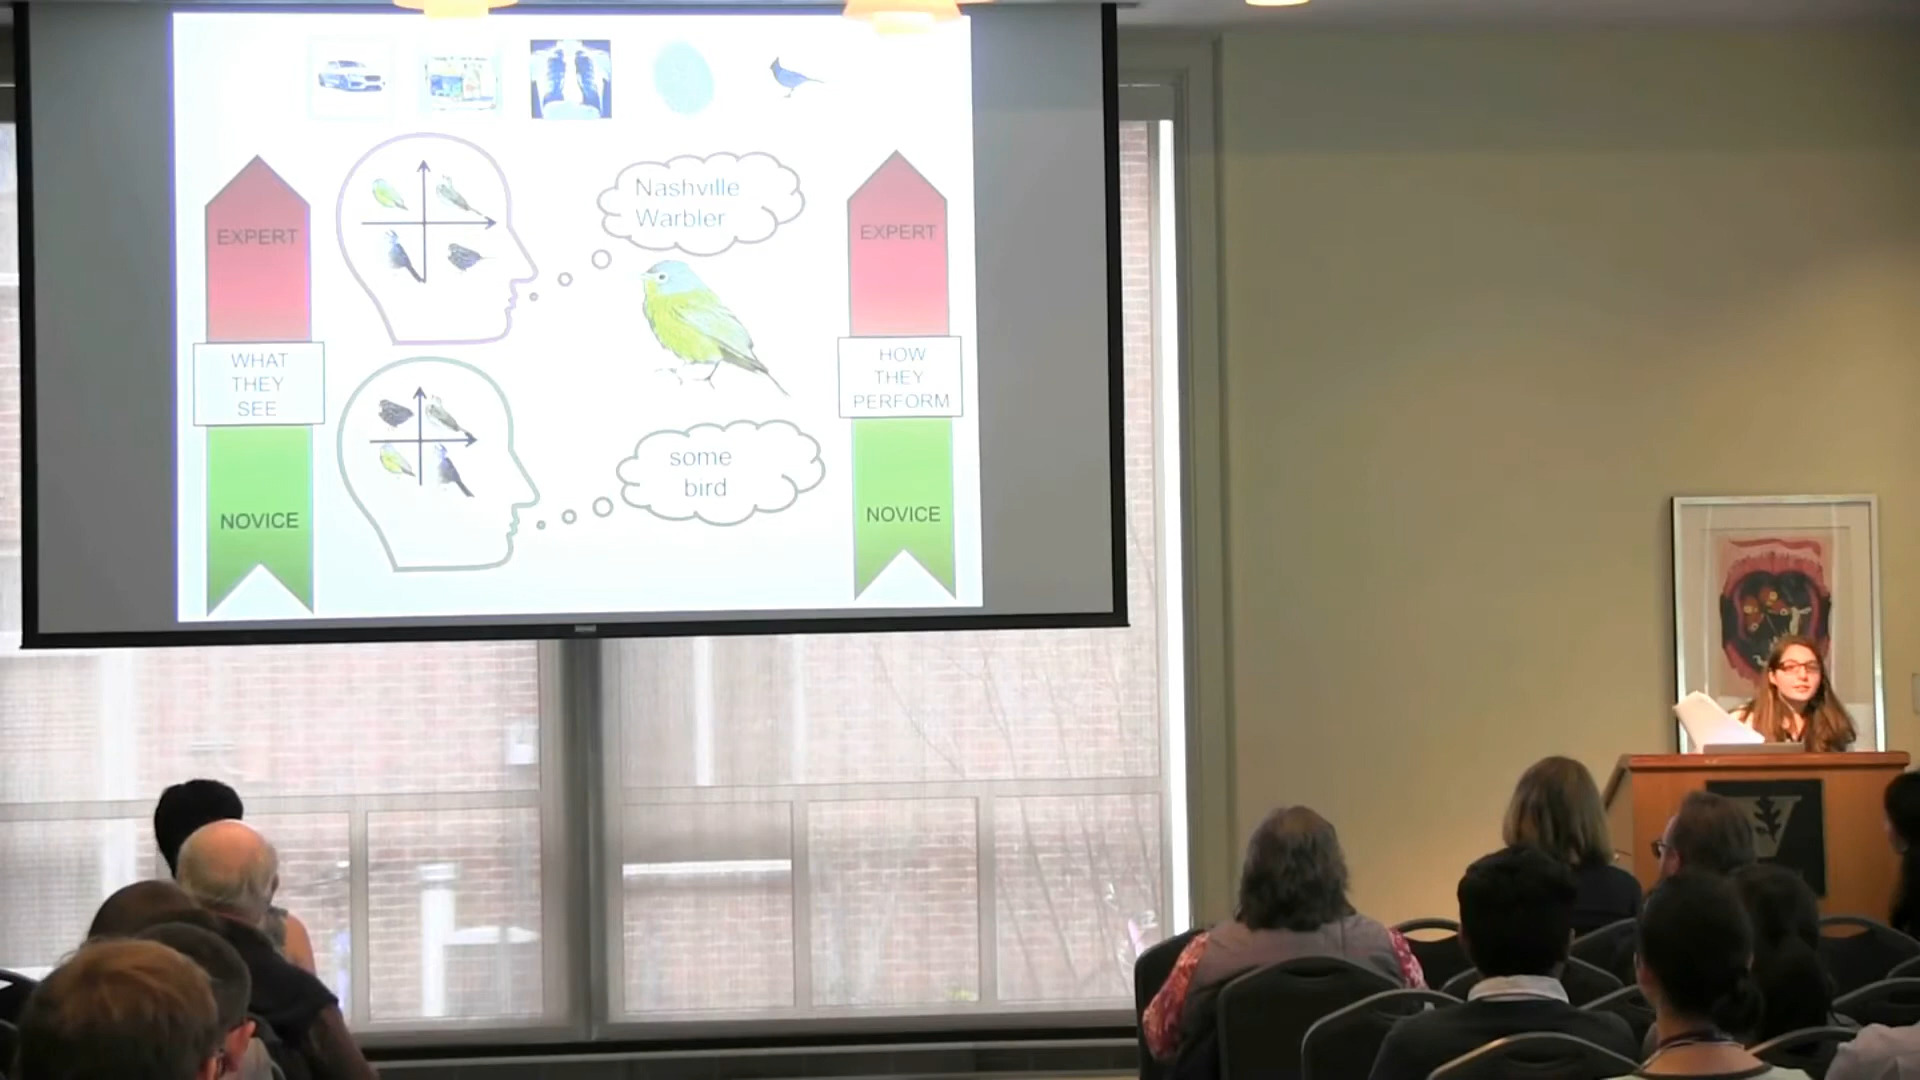 Nashville
Warbler
EXPERT
EXPERT
WHAT
THEY
SEE
HOW
THEY
PERFORM
some
bird
NOVICE
NOVICE
V